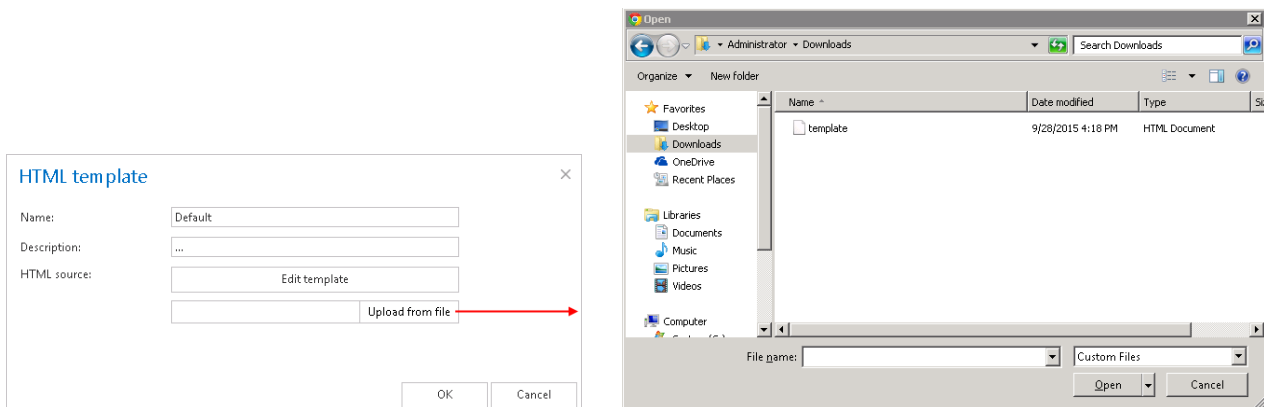 HTML template
Name:
Default
Description:
...
HTML source:
Edit template
Upload from file
OK
Cancel
Open
Administrator
Downloads
Search Downloads
Organize
New folder
Favorites
Desktop
Downloads
OneDrive
Recent Places
Libraries
Documents
Music
Pictures
Videos
Computer
Name
Date modified
Type
template
9/28/2015 4:18 PM
HTML Document
File name:
Custom Files
Open
Cancel